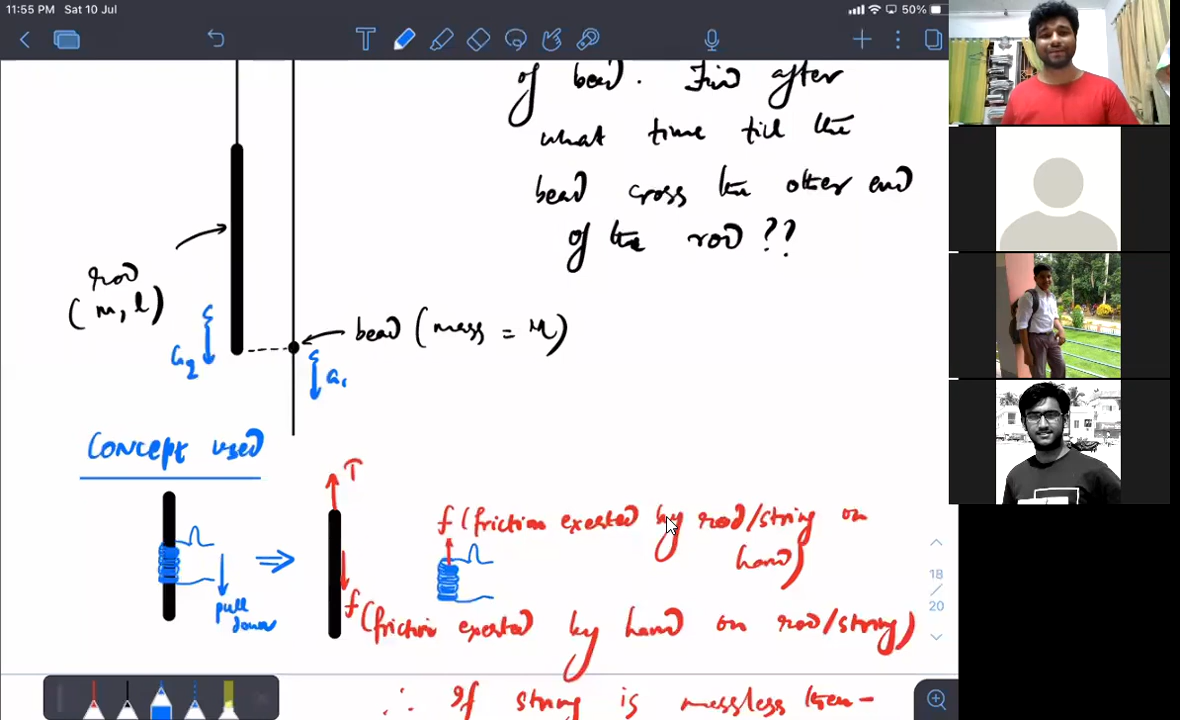 11:55 PM Sat 10 Jul
50%
of bead. Find after
what time till the
bead cross the other end
of the rod ??
rod
(m, l)
bead (mass = M)
a2
a1
Concept used
T
f (friction exerted by rod/string on
hand)
pull
down
f (friction exerted by hand on rod/string)
18
/
20
∴ If string is massless then-